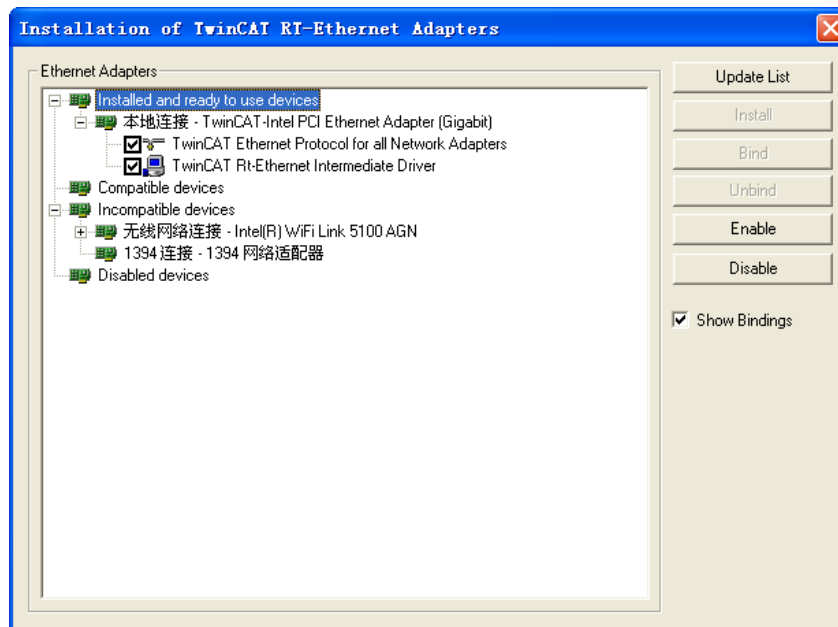 Installation of TwinCAT RT-Ethernet Adapters
Ethernet Adapters
Installed and ready to use devices
本地连接 - TwinCAT-Intel PCI Ethernet Adapter (Gigabit)
TwinCAT Ethernet Protocol for all Network Adapters
TwinCAT Rt-Ethernet Intermediate Driver
Compatible devices
Incompatible devices
无线网络连接 - Intel(R) WiFi Link 5100 AGN
1394 连接 - 1394 网络适配器
Disabled devices
Update List
Install
Bind
Unbind
Enable
Disable
Show Bindings